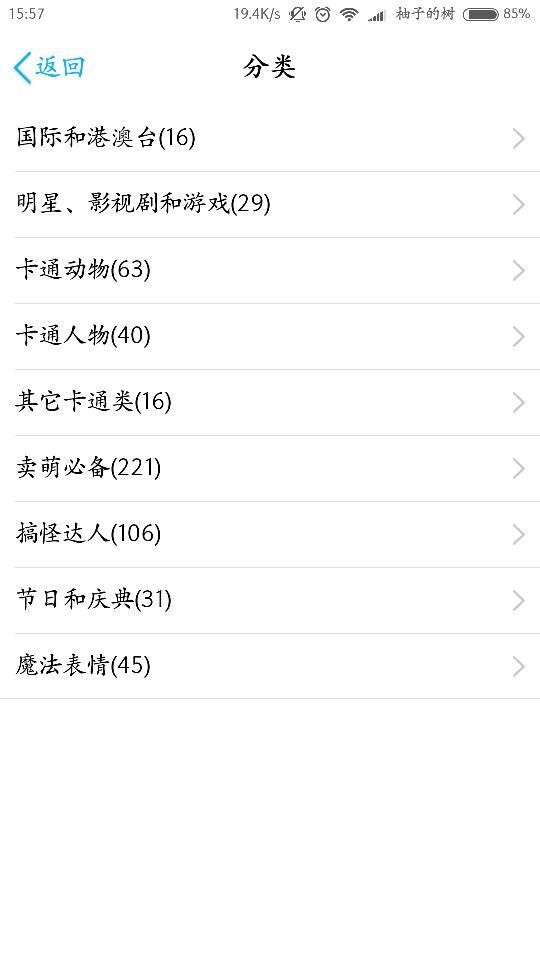 15:57 19.4K/s 柚子的树 85%
返回 分类
国际和港澳台(16)
明星、影视剧和游戏(29)
卡通动物(63)
卡通人物(40)
其它卡通类(16)
卖萌必备(221)
搞怪达人(106)
节日和庆典(31)
魔法表情(45)